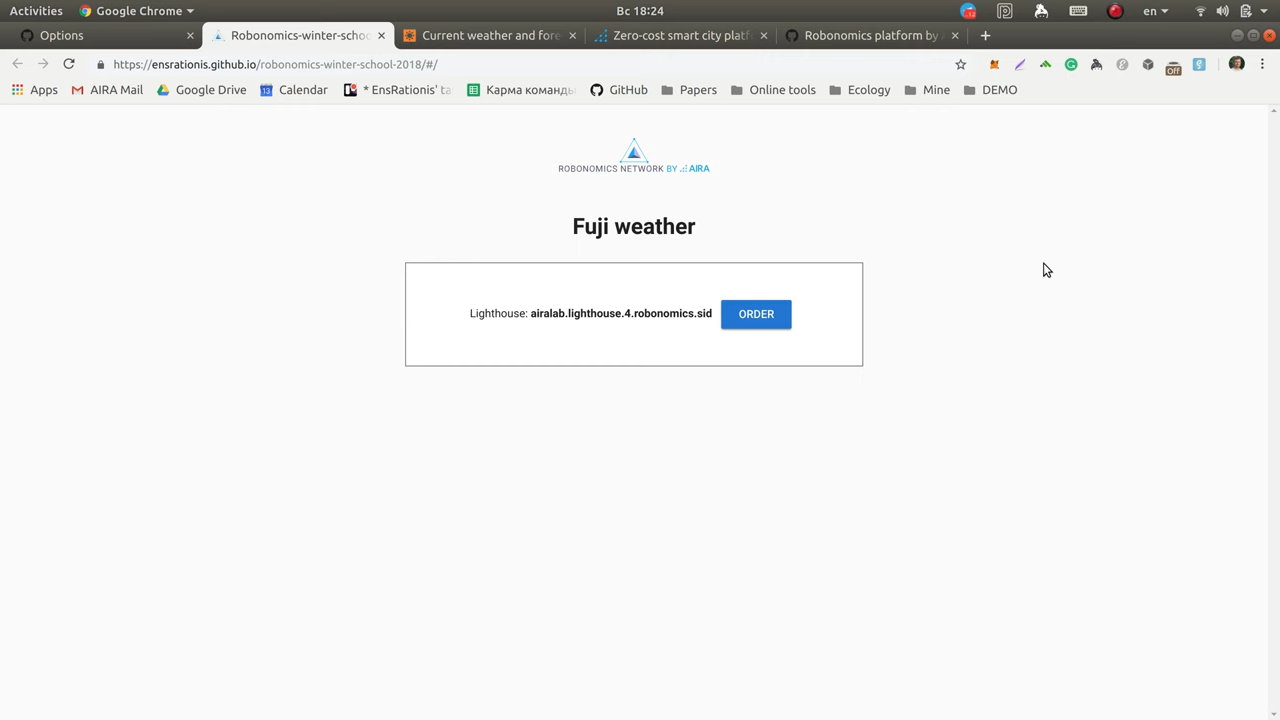 Activities Google Chrome Вс 18:24 en
Options Robonomics-winter-schoo Current weather and fore Zero-cost smart city platf Robonomics platform by A
https://ensrationis.github.io/robonomics-winter-school-2018/#/
Apps AIRA Mail Google Drive Calendar * EnsRationis' ta Карма команды GitHub Papers Online tools Ecology Mine DEMO
Off
ROBONOMICS NETWORK BY AIRA
Fuji weather
Lighthouse: airalab.lighthouse.4.robonomics.sid ORDER